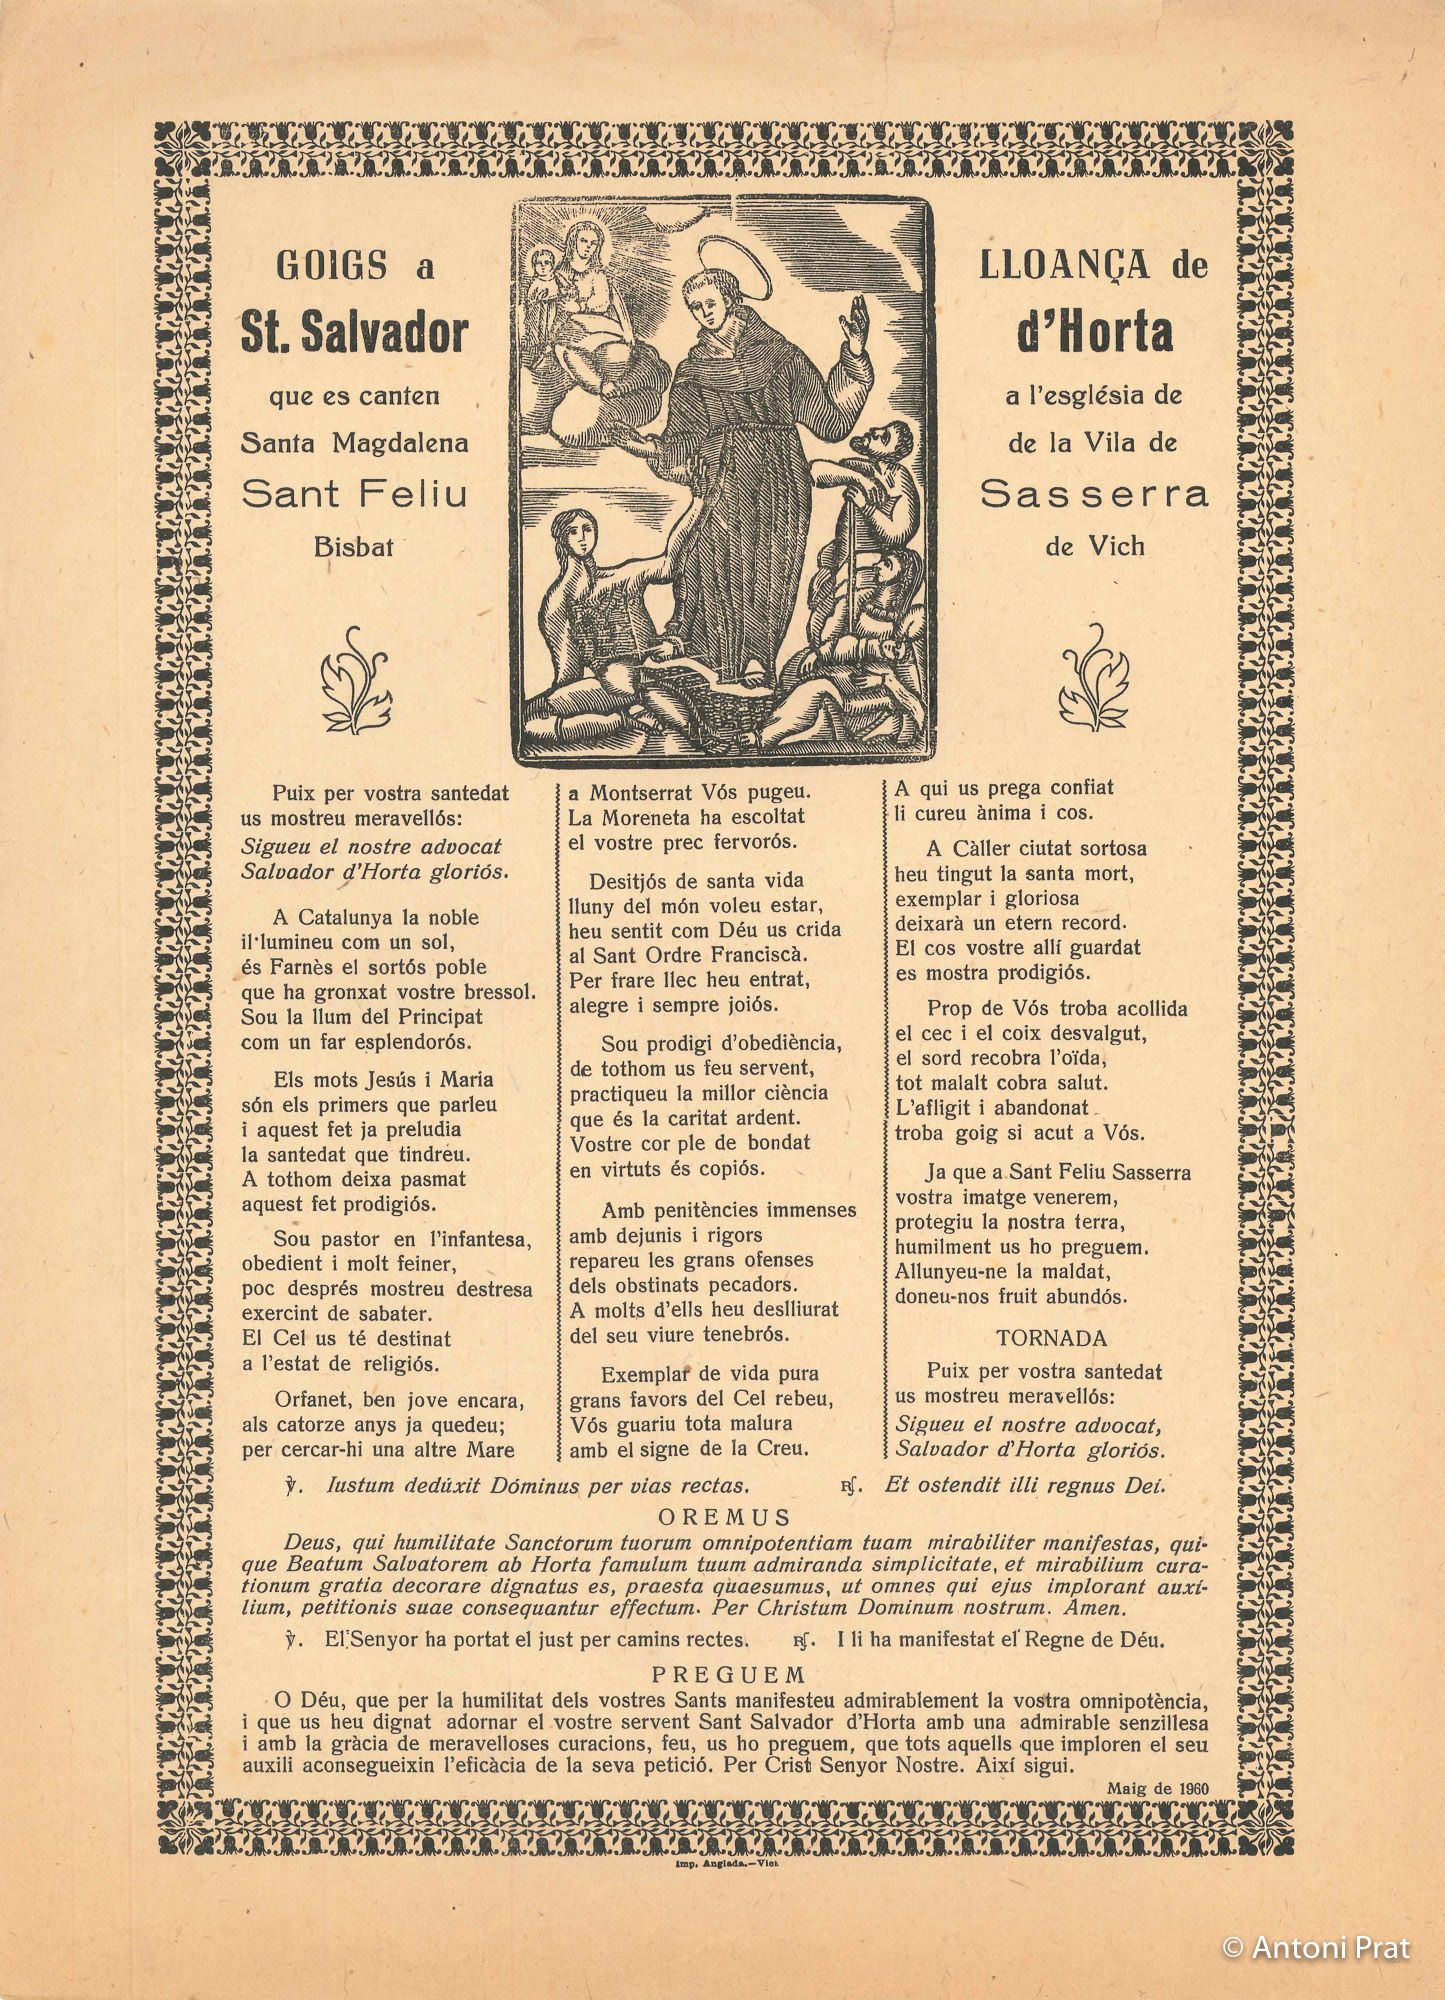 GOIGS a LLOANÇA de
St. Salvador d'Horta
que es canten a l'església de
Santa Magdalena de la Vila de
Sant Feliu Sasserra
Bisbat de Vich
Puix per vostra santedat
us mostreu meravellós:
Sigueu el nostre advocat
Salvador d'Horta gloriós.
A Catalunya la noble
il·lumineu com un sol,
és Farnès el sortós poble
que ha gronxat vostre bressol.
Sou la llum del Principat
com un far esplendorós.
Els mots Jesús i Maria
són els primers que parleu
i aquest fet ja preludia
la santedat que tindreu.
A tothom deixa pasmat
aquest fet prodigiós.
Sou pastor en l'infantesa,
obedient i molt feiner,
poc després mostreu destresa
exercint de sabater.
El Cel us té destinat
a l'estat de religiós.
Orfanet, ben jove encara,
als catorze anys ja quedeu;
per cercar-hi una altre Mare
a Montserrat Vós pugeu.
La Moreneta ha escoltat
el vostre prec fervorós.
Desitjós de santa vida
lluny del món voleu estar,
heu sentit com Déu us crida
al Sant Ordre Franciscà.
Per frare llec heu entrat,
alegre i sempre joiós.
Sou prodigi d'obediència,
de tothom us feu servent,
practiqueu la millor ciència
que és la caritat ardent.
Vostre cor ple de bondat
en virtuts és copiós.
Amb penitències immenses
amb dejunis i rigors
repareu les grans ofenses
dels obstinats pecadors.
A molts d'ells heu deslliurat
del seu viure tenebrós.
Exemplar de vida pura
grans favors del Cel rebeu,
Vós guariu tota malura
amb el signe de la Creu.
A qui us prega confiat
li cureu ànima i cos.
A Càller ciutat sortosa
heu tingut la santa mort,
exemplar i gloriosa
deixarà un etern record.
El cos vostre allí guardat
es mostra prodigiós.
Prop de Vós troba acollida
el cec i el coix desvalgut,
el sord recobra l'oïda,
tot malalt cobra salut.
L'afligit i abandonat
troba goig si acut a Vós.
Ja que a Sant Feliu Sasserra
vostra imatge venerem,
protegiu la nostra terra,
humilment us ho preguem.
Allunyeu-ne la maldat,
doneu-nos fruit abundós.
TORNADA
Puix per vostra santedat
us mostreu meravellós:
Sigueu el nostre advocat,
Salvador d'Horta gloriós.
℣. Iustum dedúxit Dóminus per vias rectas. ℟. Et ostendit illi regnus Deí.
OREMUS
Deus, qui humilitate Sanctorum tuorum omnipotentiam tuam mirabiliter manifestas, qui-
que Beatum Salvatorem ab Horta famulum tuum admiranda simplicitate, et mirabilium cura-
tionum gratia decorare dignatus es, praesta quaesumus, ut omnes qui ejus implorant auxí-
lium, petitionis suae consequantur effectum. Per Christum Dominum nostrum. Amen.
℣. El Senyor ha portat el just per camins rectes. ℟. I li ha manifestat el Regne de Déu.
PREGUEM
O Déu, que per la humilitat dels vostres Sants manifesteu admirablement la vostra omnipotència,
i que us heu dignat adornar el vostre servent Sant Salvador d'Horta amb una admirable senzillesa
i amb la gràcia de meravelloses curacions, feu, us ho preguem, que tots aquells que imploren el seu
auxili aconsegueixin l'eficàcia de la seva petició. Per Crist Senyor Nostre. Així sigui.
Maig de 1960
Imp. Anglada.—Vich
© Antoni Prat